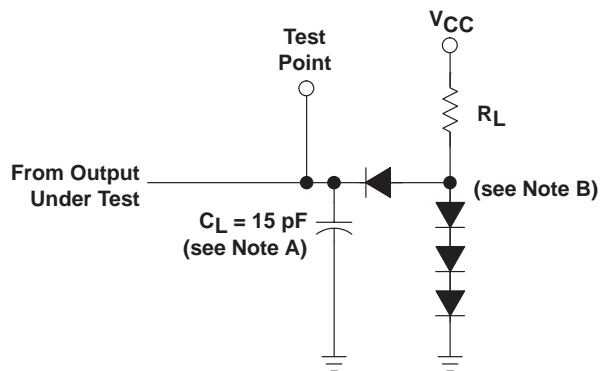 Test
Point
VCC
RL
From Output
Under Test
(see Note B)
CL = 15 pF
(see Note A)